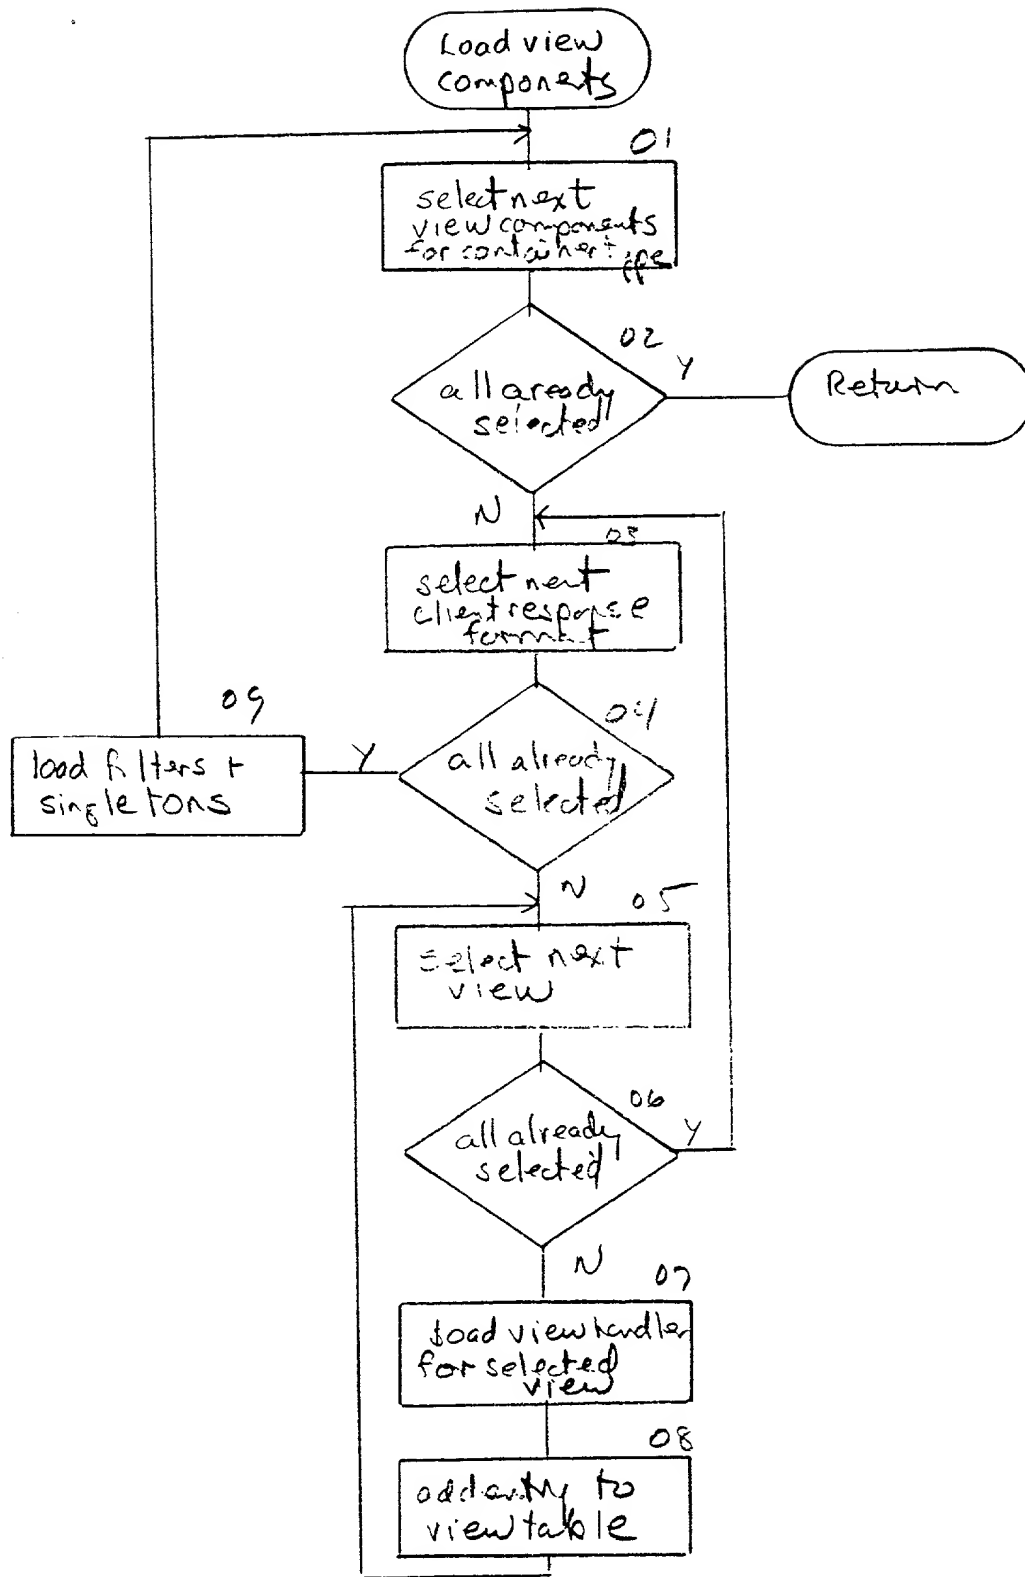 Load view
components
01
select next
view components
for container type
02
all already
selected
Y
Return
N
03
select next
client response
format
04
all already
selected
Y
09
load filters +
singletons
N
05
select next
view
06
all already
selected
Y
N
07
load view handler
for selected
view
08
add entry to
view table